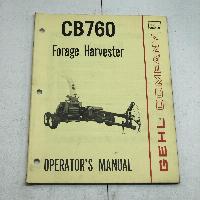 CB760
Forage Harvester
GEHL COMPANY
OPERATOR'S MANUAL